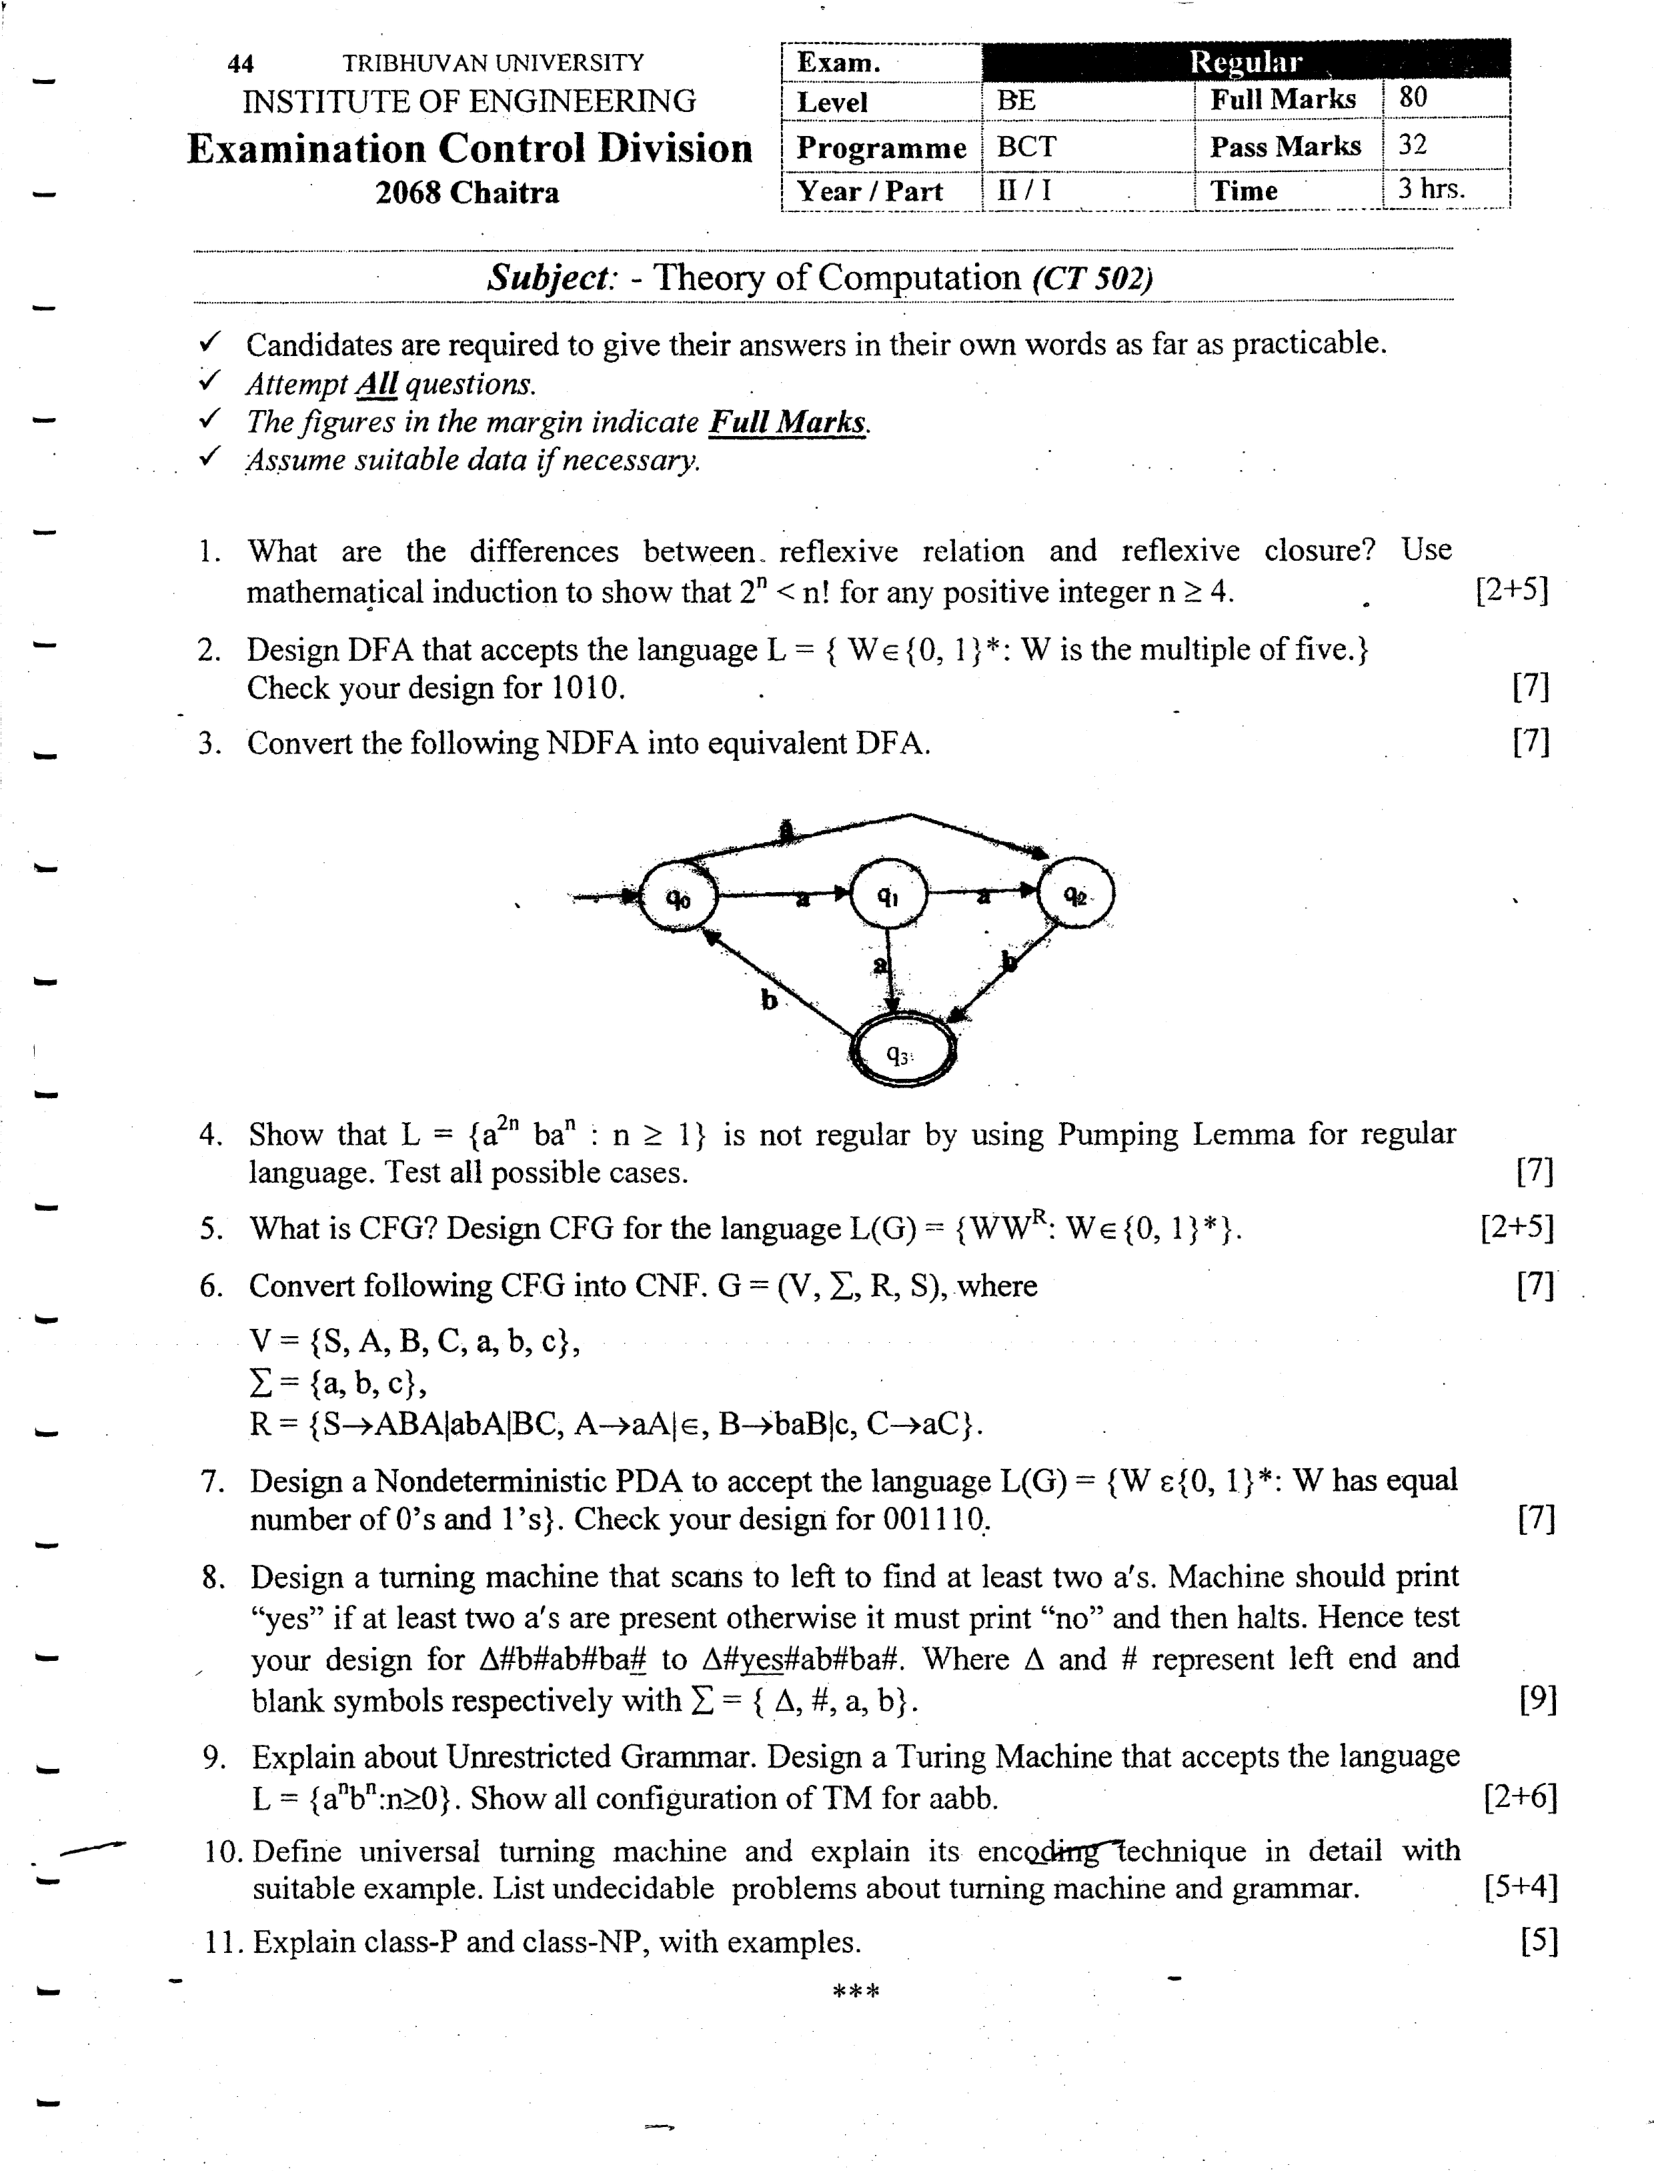 44 TRIBHUVAN UNIVERSITY
INSTITUTE OF ENGINEERING
Examination Control Division
2068 Chaitra
Exam. Regular
Level BE Full Marks 80
Programme BCT Pass Marks 32
Year / Part II / I Time 3 hrs.
Subject: - Theory of Computation (CT 502)
✓ Candidates are required to give their answers in their own words as far as practicable.
✓ Attempt All questions.
✓ The figures in the margin indicate Full Marks.
✓ Assume suitable data if necessary.
1. What are the differences between reflexive relation and reflexive closure? Use
mathematical induction to show that 2ⁿ < n! for any positive integer n ≥ 4. [2+5]
2. Design DFA that accepts the language L = { W∈{0, 1}*: W is the multiple of five.}
Check your design for 1010. [7]
3. Convert the following NDFA into equivalent DFA. [7]
a
q₀ a q₁ a q₂
a b
b
q₃
4. Show that L = {a²ⁿ baⁿ : n ≥ 1} is not regular by using Pumping Lemma for regular
language. Test all possible cases. [7]
5. What is CFG? Design CFG for the language L(G) = {WWᴿ: W∈{0, 1}*}. [2+5]
6. Convert following CFG into CNF. G = (V, ∑, R, S), where [7]
V = {S, A, B, C, a, b, c},
∑ = {a, b, c},
R = {S→ABA|abA|BC, A→aA|∈, B→baB|c, C→aC}.
7. Design a Nondeterministic PDA to accept the language L(G) = {W ε{0, 1}*: W has equal
number of 0's and 1's}. Check your design for 001110. [7]
8. Design a turning machine that scans to left to find at least two a's. Machine should print
“yes” if at least two a's are present otherwise it must print “no” and then halts. Hence test
your design for Δ#b#ab#ba# to Δ#yes#ab#ba#. Where Δ and # represent left end and
blank symbols respectively with ∑ = { Δ, #, a, b}. [9]
9. Explain about Unrestricted Grammar. Design a Turing Machine that accepts the language
L = {aⁿbⁿ:n≥0}. Show all configuration of TM for aabb. [2+6]
10. Define universal turning machine and explain its encoding technique in detail with
suitable example. List undecidable problems about turning machine and grammar. [5+4]
11. Explain class-P and class-NP, with examples. [5]
***